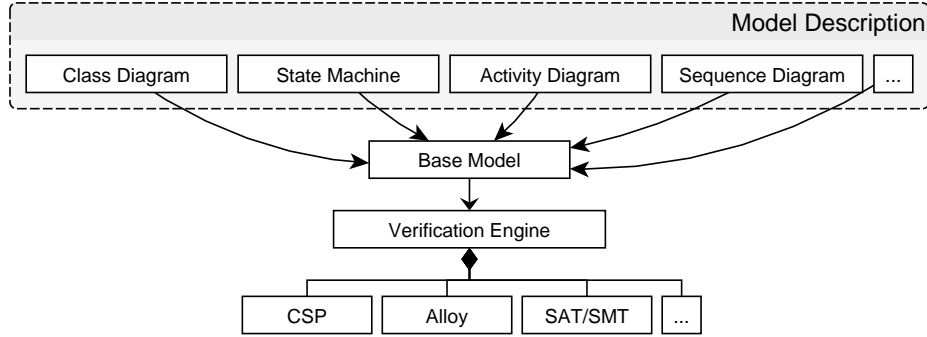 Model Description
Class Diagram
State Machine
Activity Diagram
Sequence Diagram
...
Base Model
Verification Engine
CSP
Alloy
SAT/SMT
...